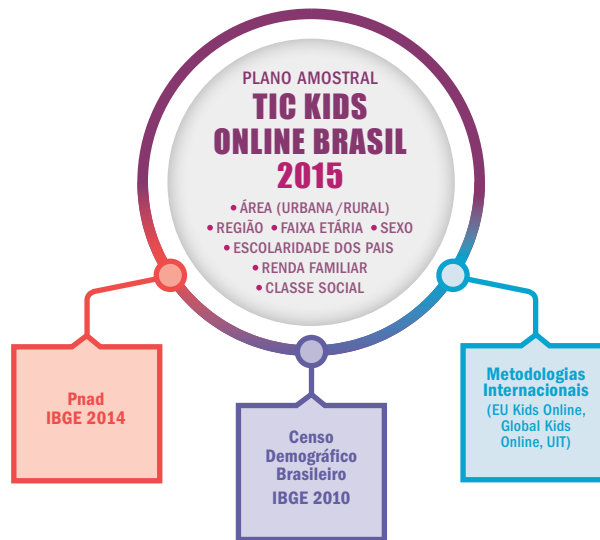 PLANO AMOSTRAL
TIC KIDS
ONLINE BRASIL
2015
• ÁREA (URBANA/RURAL)
• REGIÃO • FAIXA ETÁRIA • SEXO
• ESCOLARIDADE DOS PAIS
• RENDA FAMILIAR
• CLASSE SOCIAL
Pnad
IBGE 2014
Censo
Demográfico
Brasileiro
IBGE 2010
Metodologias
Internacionais
(EU Kids Online,
Global Kids
Online, UIT)